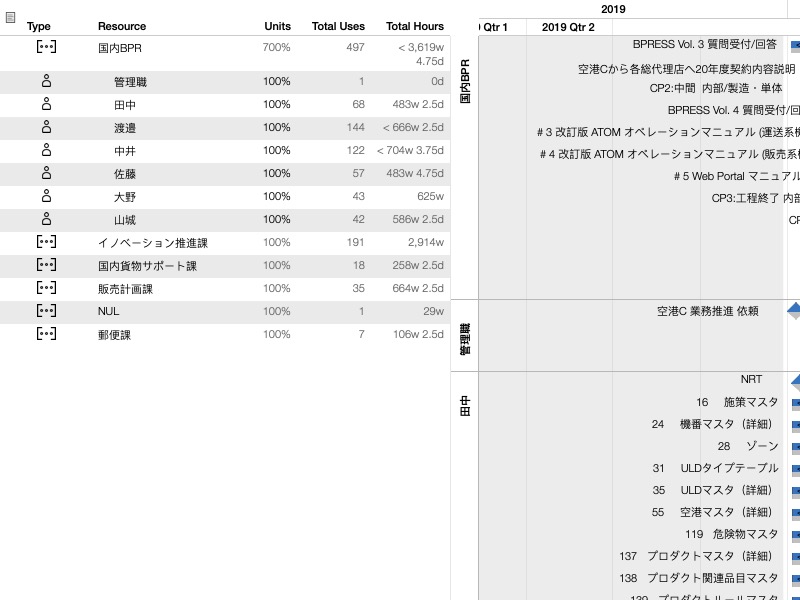 Type Resource Units Total Uses Total Hours
国内BPR 700% 497 < 3,619w
4.75d
管理職 100% 1 0d
田中 100% 68 483w 2.5d
渡邉 100% 144 < 666w 2.5d
中井 100% 122 < 704w 3.75d
佐藤 100% 57 483w 4.75d
大野 100% 43 625w
山城 100% 42 586w 2.5d
イノベーション推進課 100% 191 2,914w
国内貨物サポート課 100% 18 258w 2.5d
販売計画課 100% 35 664w 2.5d
NUL 100% 1 29w
郵便課 100% 7 106w 2.5d
2019
Qtr 1 2019 Qtr 2
国内BPR
BPRESS Vol. 3 質問受付/回答
空港Cから各総代理店へ20年度契約内容説明
CP2:中間 内部/製造・単体
BPRESS Vol. 4 質問受付/回
#3 改訂版 ATOM オペレーションマニュアル (運送系機
#4 改訂版 ATOM オペレーションマニュアル (販売系機
#5 Web Portal マニュアル
CP3:工程終了 内部
CP
管理職
空港C 業務推進 依頼
田中
NRT
16 施策マスタ
24 機番マスタ（詳細）
28 ゾーン
31 ULDタイプテーブル
35 ULDマスタ（詳細）
55 空港マスタ（詳細）
119 危険物マスタ
137 プロダクトマスタ（詳細）
138 プロダクト関連品目マスタ
139 プロダクトルールマスタ